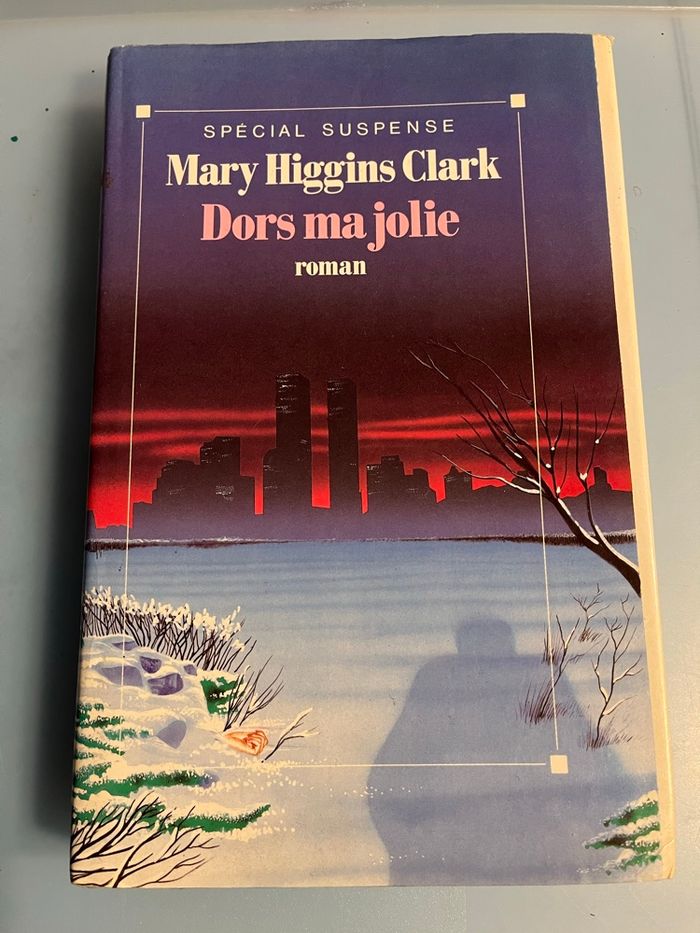 SPÉCIAL SUSPENSE
Mary Higgins Clark
Dors ma jolie
roman